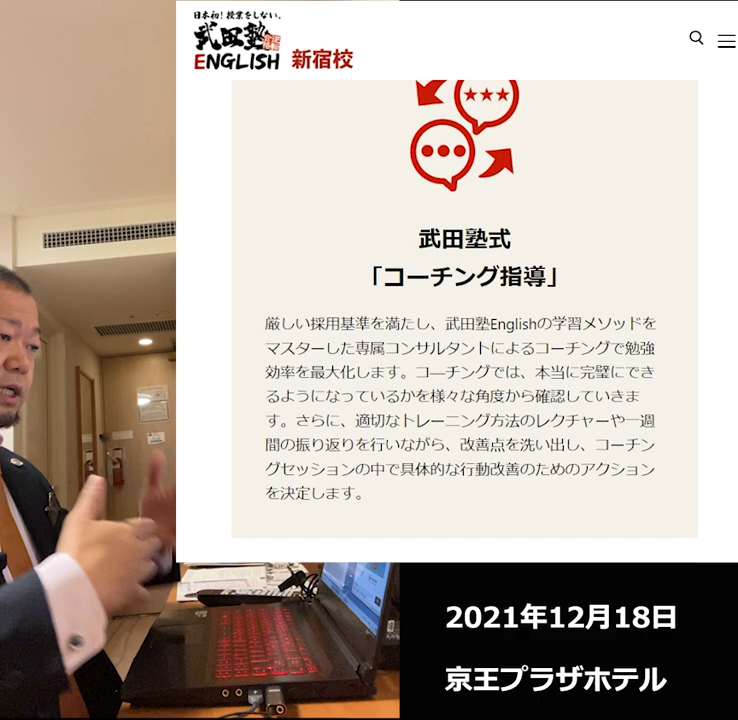 日本初！授業をしない。
武田塾
逆転
合格
ENGLISH 新宿校
武田塾式
「コーチング指導」
厳しい採用基準を満たし、武田塾Englishの学習メソッドを
マスターした専属コンサルタントによるコーチングで勉強
効率を最大化します。コ―チングでは、本当に完璧にでき
るようになっているかを様々な角度から確認していきま
す。さらに、適切なトレーニング方法のレクチャーや一週
間の振り返りを行いながら、改善点を洗い出し、コーチン
グセッションの中で具体的な行動改善のためのアクション
を決定します。
2021年12月18日
京王プラザホテル